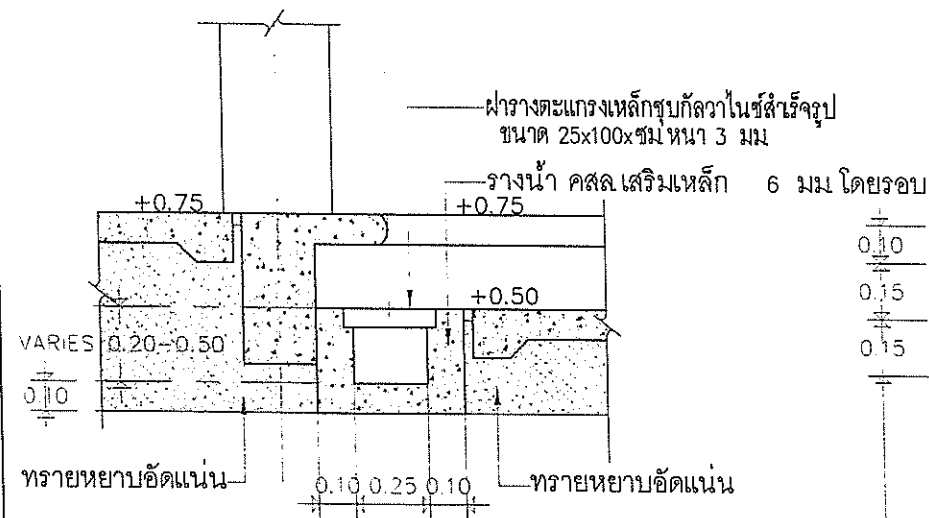 ฝารางตะแกรงเหล็กชุบกัลวาไนซ์สำเร็จรูป
ขนาด 25x100xซม หนา 3 มม
รางน้ำ คสล.เสริมเหล็ก 6 มม โดยรอบ
+0.75
+0.75
0.10
+0.50
0.15
VARIES 0.20-0.50
0.15
0.10
ทรายหยาบอัดแน่น
0.10 0.25 0.10
ทรายหยาบอัดแน่น